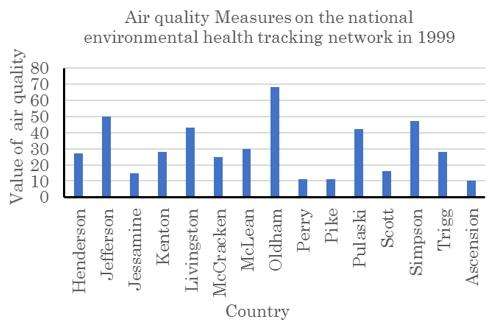 Air quality Measures on the national
environmental health tracking network in 1999
Value of air quality
80
70
60
50
40
30
20
10
0
Henderson
Jefferson
Jessamine
Kenton
Livingston
McCracken
McLean
Oldham
Perry
Pike
Pulaski
Scott
Simpson
Trigg
Ascension
Country